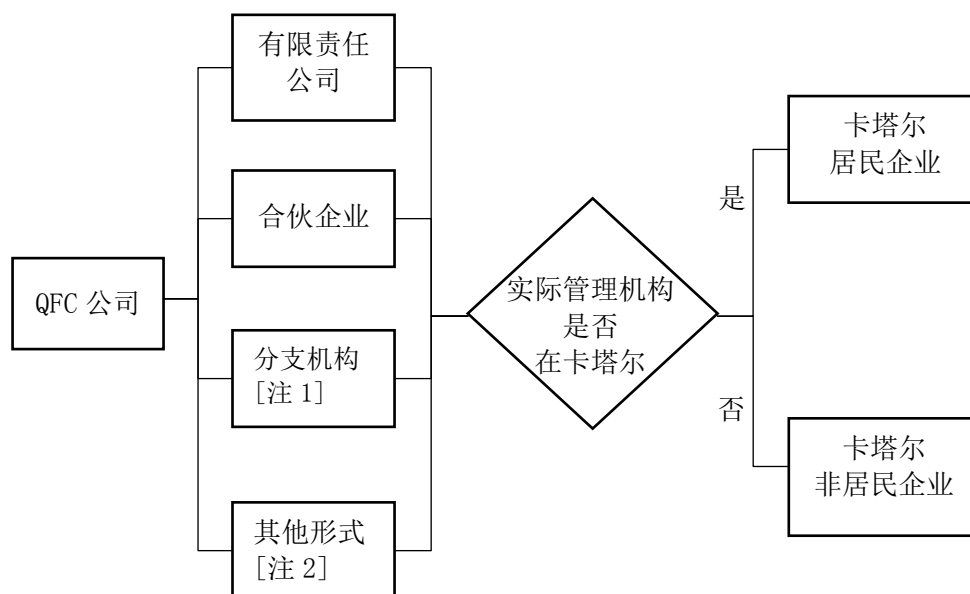 有限责任
公司
合伙企业
QFC 公司
分支机构
[注 1]
其他形式
[注 2]
实际管理机构
是否
在卡塔尔
是
否
卡塔尔
居民企业
卡塔尔
非居民企业